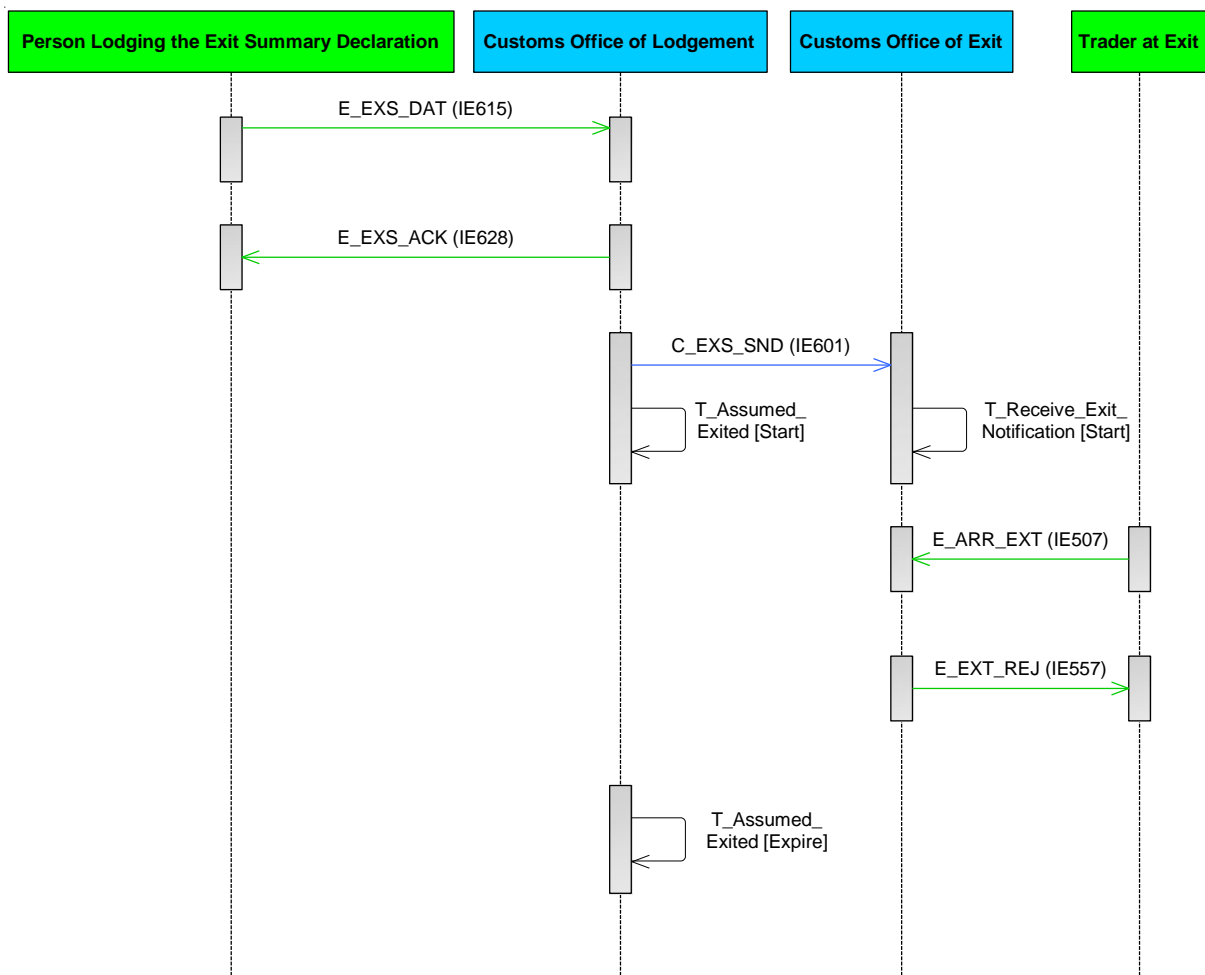 Person Lodging the Exit Summary Declaration
Customs Office of Lodgement
Customs Office of Exit
Trader at Exit
E_EXS_DAT (IE615)
E_EXS_ACK (IE628)
C_EXS_SND (IE601)
T_Assumed_
Exited [Start]
T_Receive_Exit_
Notification [Start]
E_ARR_EXT (IE507)
E_EXT_REJ (IE557)
T_Assumed_
Exited [Expire]